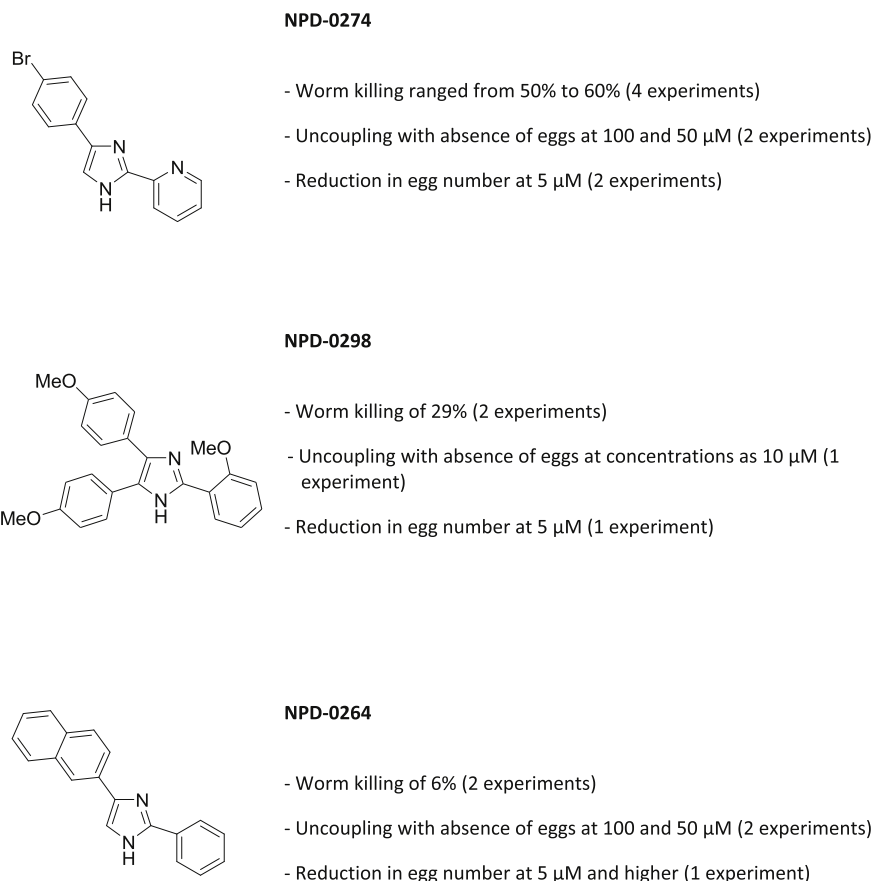 NPD-0274
Br
- Worm killing ranged from 50% to 60% (4 experiments)
- Uncoupling with absence of eggs at 100 and 50 µM (2 experiments)
N
N
- Reduction in egg number at 5 µM (2 experiments)
N
H
NPD-0298
MeO
- Worm killing of 29% (2 experiments)
MeO
- Uncoupling with absence of eggs at concentrations as 10 µM (1
N
experiment)
N
H
MeO
- Reduction in egg number at 5 µM (1 experiment)
NPD-0264
- Worm killing of 6% (2 experiments)
N
- Uncoupling with absence of eggs at 100 and 50 µM (2 experiments)
N
H
- Reduction in egg number at 5 µM and higher (1 experiment)